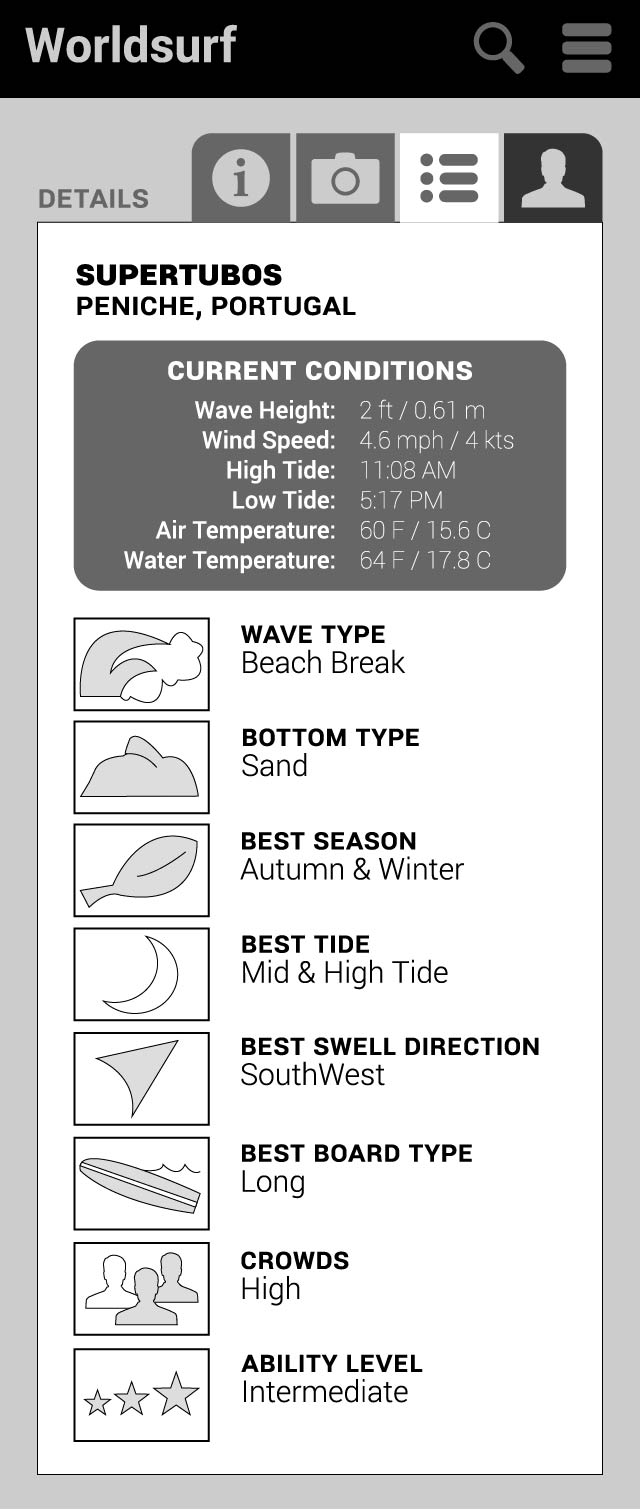 Worldsurf
DETAILS
SUPERTUBOS
PENICHE, PORTUGAL
CURRENT CONDITIONS
Wave Height: 2 ft / 0.61 m
Wind Speed: 4.6 mph / 4 kts
High Tide: 11:08 AM
Low Tide: 5:17 PM
Air Temperature: 60 F / 15.6 C
Water Temperature: 64 F / 17.8 C
WAVE TYPE
Beach Break
BOTTOM TYPE
Sand
BEST SEASON
Autumn & Winter
BEST TIDE
Mid & High Tide
BEST SWELL DIRECTION
SouthWest
BEST BOARD TYPE
Long
CROWDS
High
ABILITY LEVEL
Intermediate